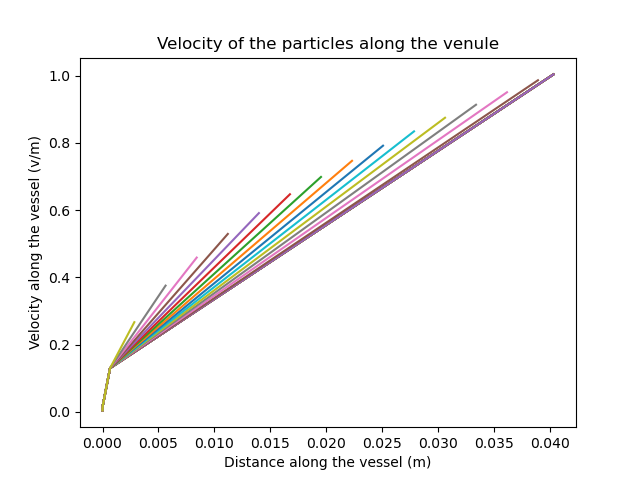 Velocity of the particles along the venule
Velocity along the vessel (v/m)
1.0
0.8
0.6
0.4
0.2
0.0
0.000 0.005 0.010 0.015 0.020 0.025 0.030 0.035 0.040
Distance along the vessel (m)